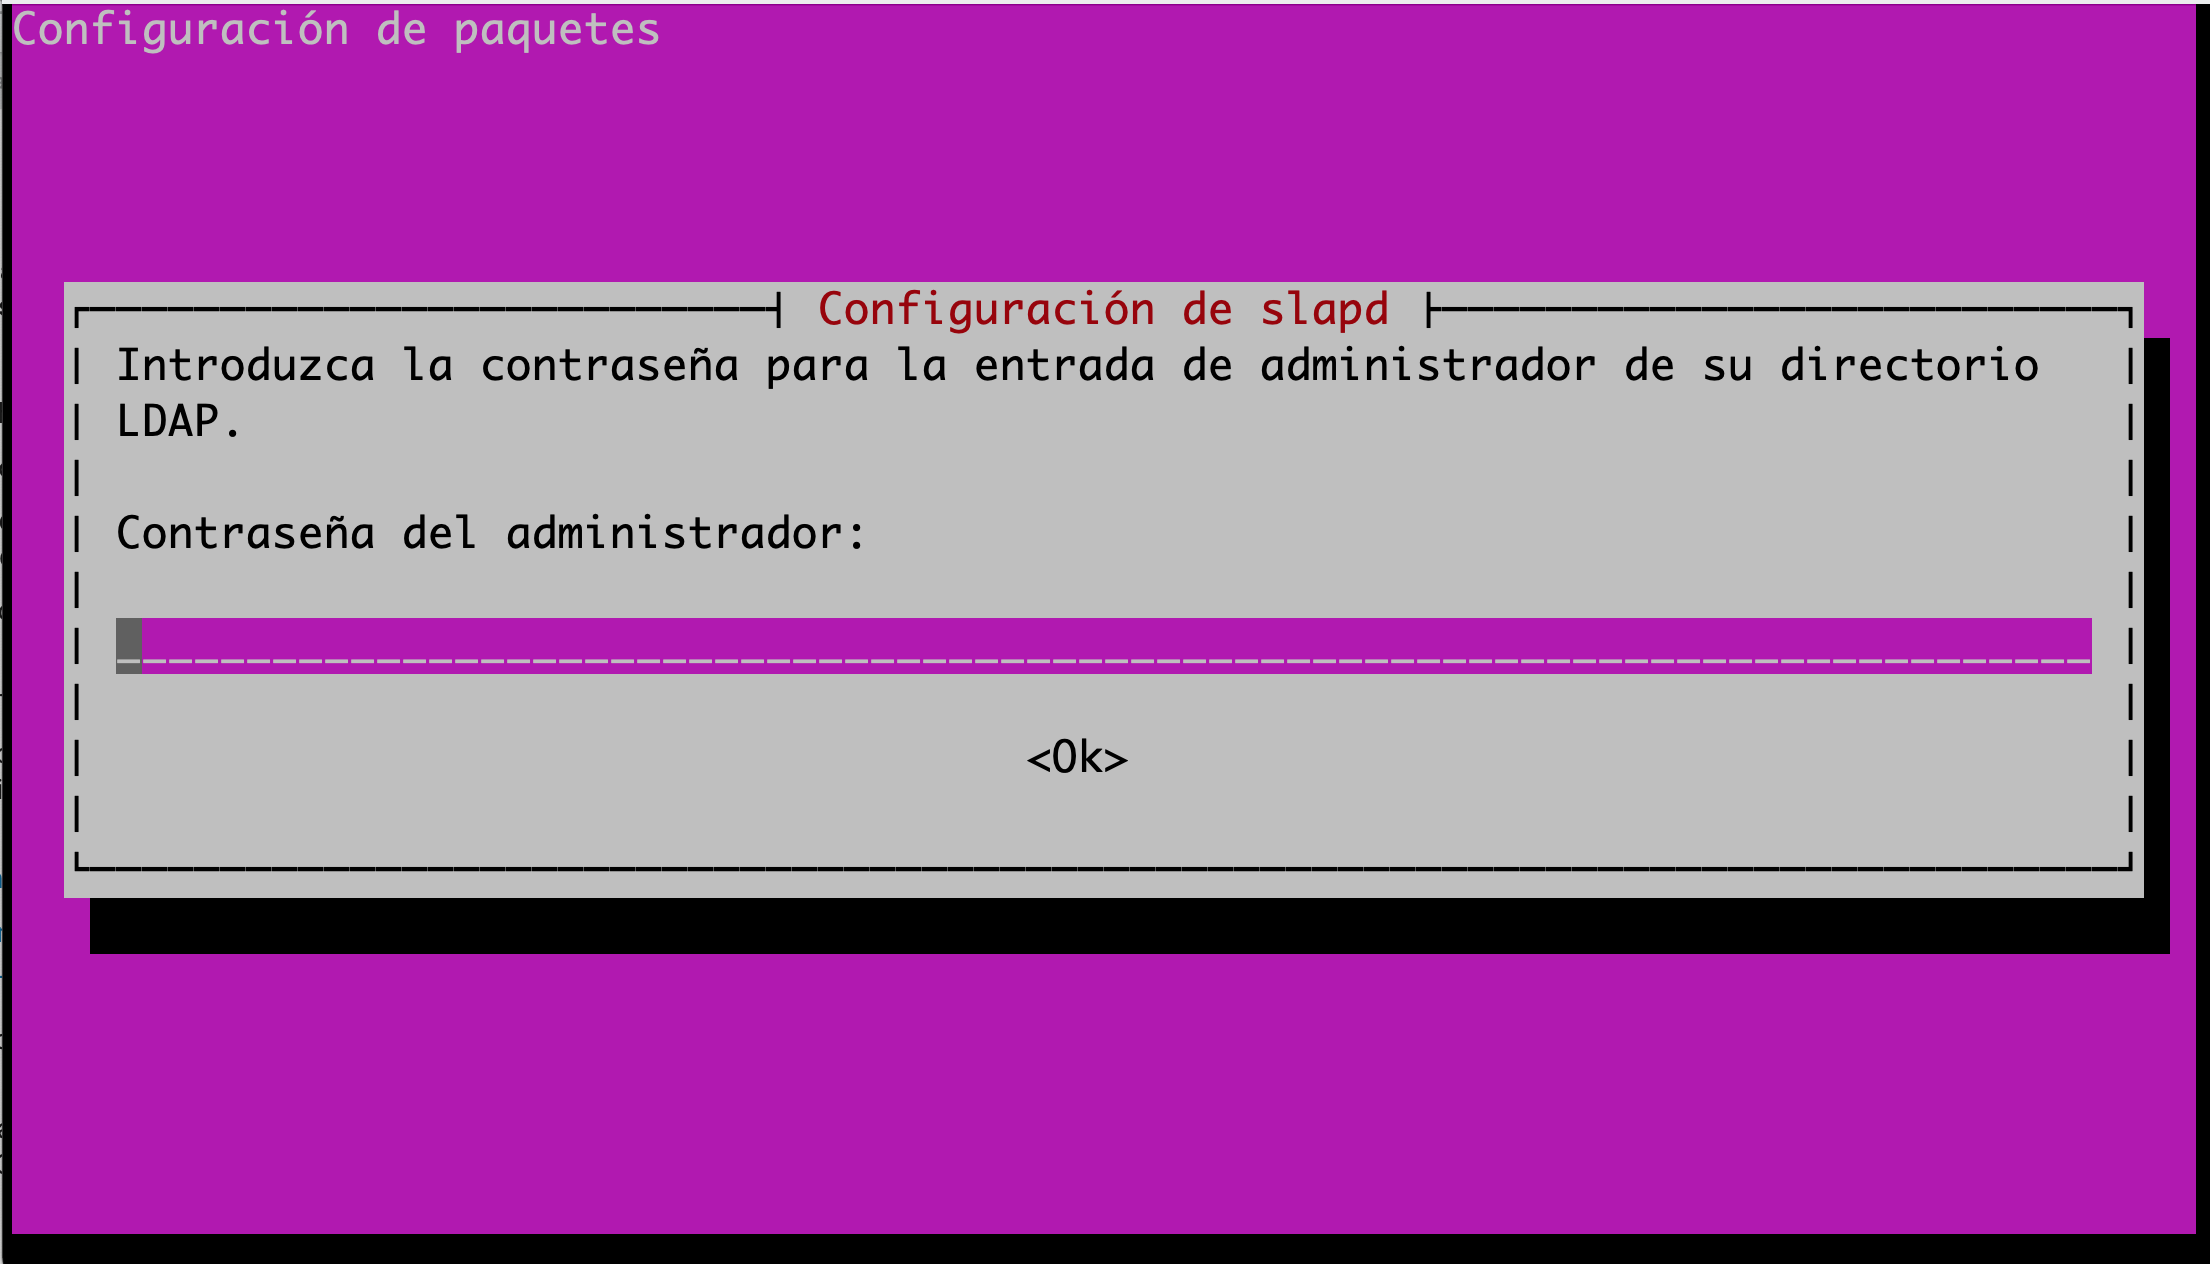 Configuración de paquetes
Configuración de slapd
Introduzca la contraseña para la entrada de administrador de su directorio
LDAP.
Contraseña del administrador:
<Ok>